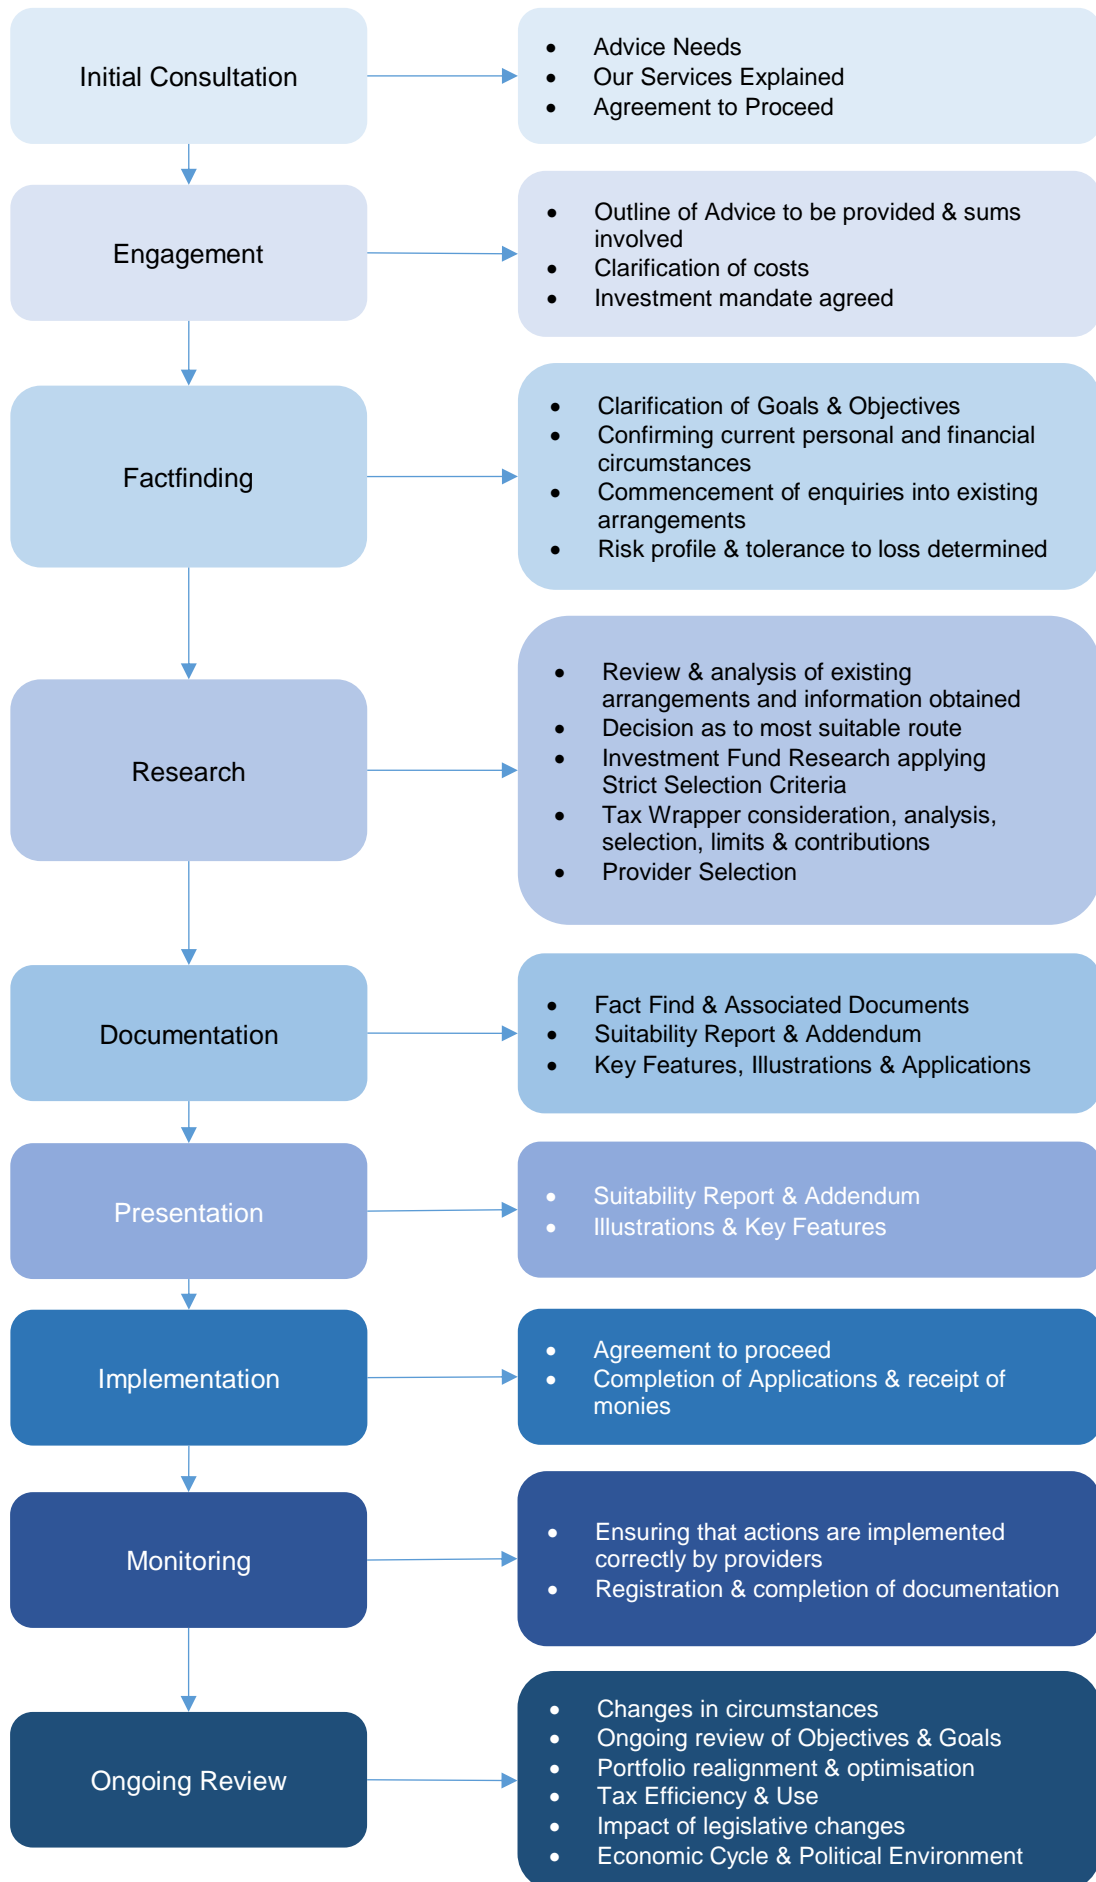 Initial Consultation
• Advice Needs
• Our Services Explained
• Agreement to Proceed
Engagement
• Outline of Advice to be provided & sums
involved
• Clarification of costs
• Investment mandate agreed
Factfinding
• Clarification of Goals & Objectives
• Confirming current personal and financial
circumstances
• Commencement of enquiries into existing
arrangements
• Risk profile & tolerance to loss determined
Research
• Review & analysis of existing
arrangements and information obtained
• Decision as to most suitable route
• Investment Fund Research applying
Strict Selection Criteria
• Tax Wrapper consideration, analysis,
selection, limits & contributions
• Provider Selection
Documentation
• Fact Find & Associated Documents
• Suitability Report & Addendum
• Key Features, Illustrations & Applications
Presentation
• Suitability Report & Addendum
• Illustrations & Key Features
Implementation
• Agreement to proceed
• Completion of Applications & receipt of
monies
Monitoring
• Ensuring that actions are implemented
correctly by providers
• Registration & completion of documentation
Ongoing Review
• Changes in circumstances
• Ongoing review of Objectives & Goals
• Portfolio realignment & optimisation
• Tax Efficiency & Use
• Impact of legislative changes
• Economic Cycle & Political Environment